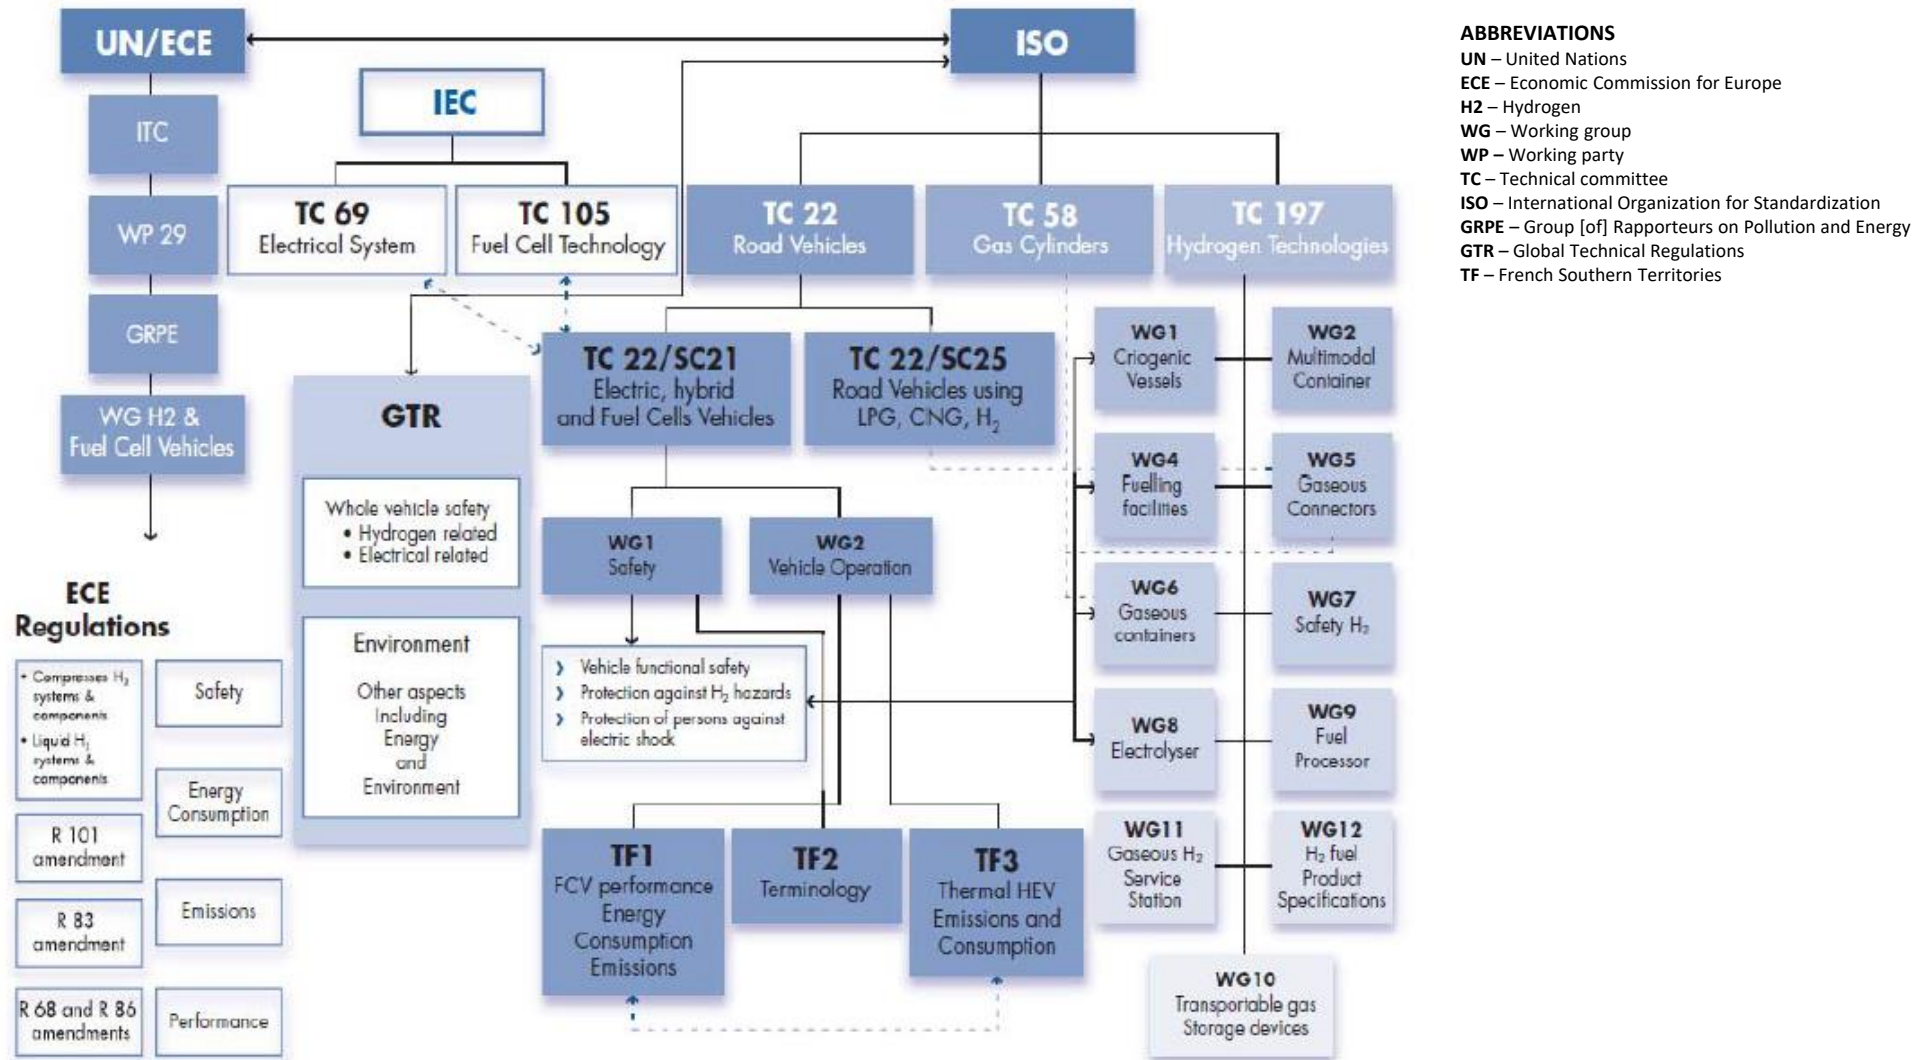 UN/ECE
ISO
IEC
ITC
WP 29
GRPE
WG H2 &
Fuel Cell Vehicles
TC 69
Electrical System
TC 105
Fuel Cell Technology
TC 22
Road Vehicles
TC 58
Gas Cylinders
TC 197
Hydrogen Technologies
GTR
Whole vehicle safety
• Hydrogen related
• Electrical related
Environment
Other aspects
Including
Energy
and
Environment
TC 22/SC21
Electric, hybrid
and Fuel Cells Vehicles
TC 22/SC25
Road Vehicles using
LPG, CNG, H₂
WG1
Safety
WG2
Vehicle Operation
› Vehicle functional safety
› Protection against H₂ hazards
› Protection of persons against
electric shock
TF1
FCV performance
Energy
Consumption
Emissions
TF2
Terminology
TF3
Thermal HEV
Emissions and
Consumption
WG1
Criogenic
Vessels
WG2
Multimodal
Container
WG4
Fuelling
facilities
WG5
Gaseous
Connectors
WG6
Gaseous
containers
WG7
Safety H₂
WG8
Electrolyser
WG9
Fuel
Processor
WG11
Gaseous H₂
Service
Station
WG12
H₂ fuel
Product
Specifications
WG10
Transportable gas
Storage devices
ECE
Regulations
• Compresses H₂
systems &
components
• Liquid H₂
systems &
components
Safety
Energy
Consumption
R 101
amendment
R 83
amendment
Emissions
R 68 and R 86
amendments
Performance
ABBREVIATIONS
UN – United Nations
ECE – Economic Commission for Europe
H2 – Hydrogen
WG – Working group
WP – Working party
TC – Technical committee
ISO – International Organization for Standardization
GRPE – Group [of] Rapporteurs on Pollution and Energy
GTR – Global Technical Regulations
TF – French Southern Territories